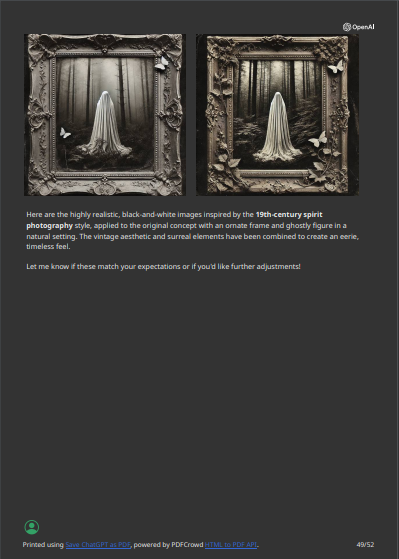 OpenAI
Here are the highly realistic, black-and-white images inspired by the 19th-century spirit
photography style, applied to the original concept with an ornate frame and ghostly figure in a
natural setting. The vintage aesthetic and surreal elements have been combined to create an eerie,
timeless feel.
Let me know if these match your expectations or if you'd like further adjustments!
Printed using Save ChatGPT as PDF, powered by PDFCrowd HTML to PDF API. 49/52